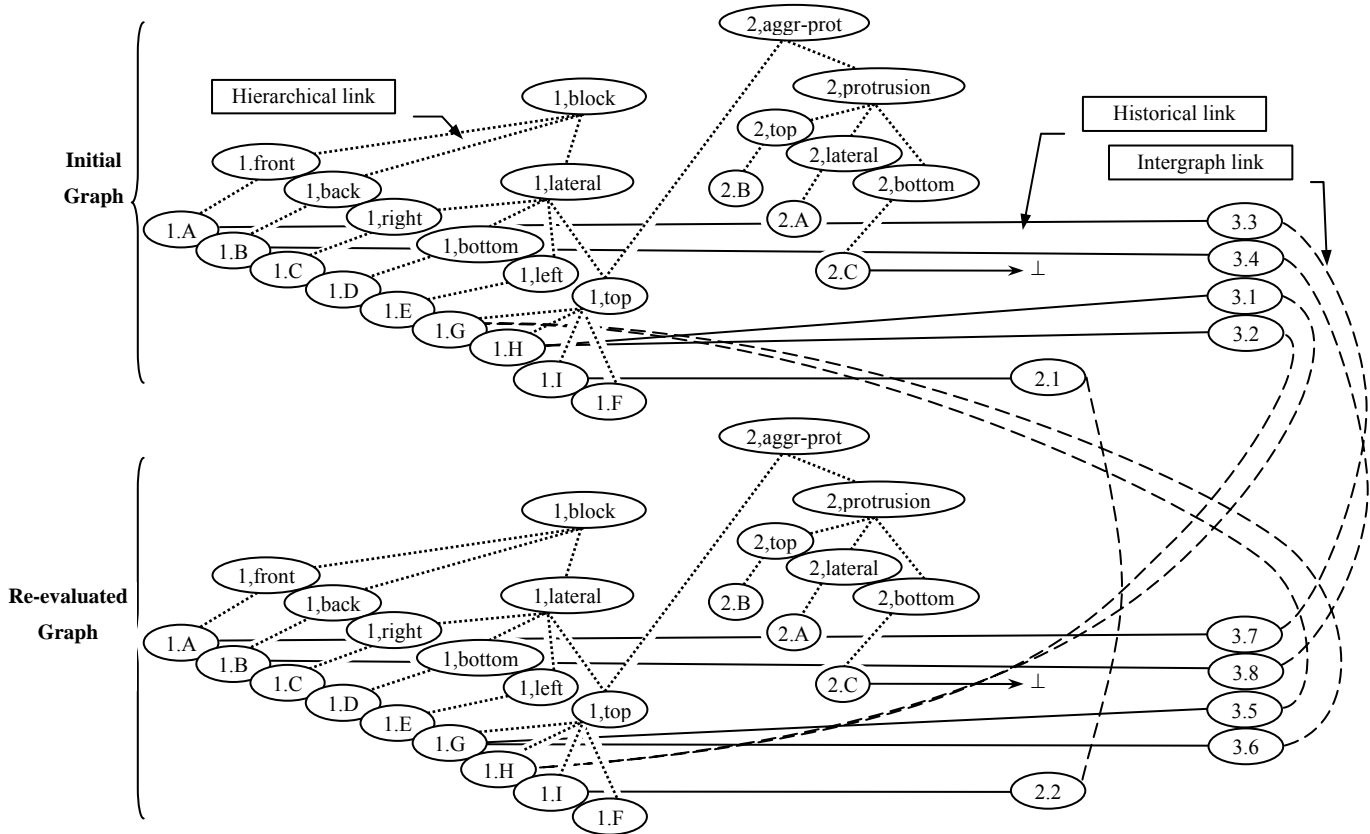 2,aggr-prot
Hierarchical link
1,block
2,protrusion
Historical link
2,top
Initial
Graph
1.front
2,lateral
Intergraph link
1,back
1,lateral
2.B
2,bottom
1.A
1,right
2.A
3.3
1.B
1,bottom
3.4
1.C
1,left
2.C
⊥
1.D
1,top
3.1
1.E
1.G
3.2
1.H
1.I
2.1
1.F
2,aggr-prot
2,protrusion
1,block
2,top
1,front
2,lateral
Re-evaluated
Graph
1,back
1,lateral
2.B
2,bottom
1.A
1,right
2.A
3.7
1.B
1,bottom
3.8
1.C
1,left
2.C
⊥
1.D
1,top
3.5
1.E
1.G
3.6
1.H
1.I
2.2
1.F